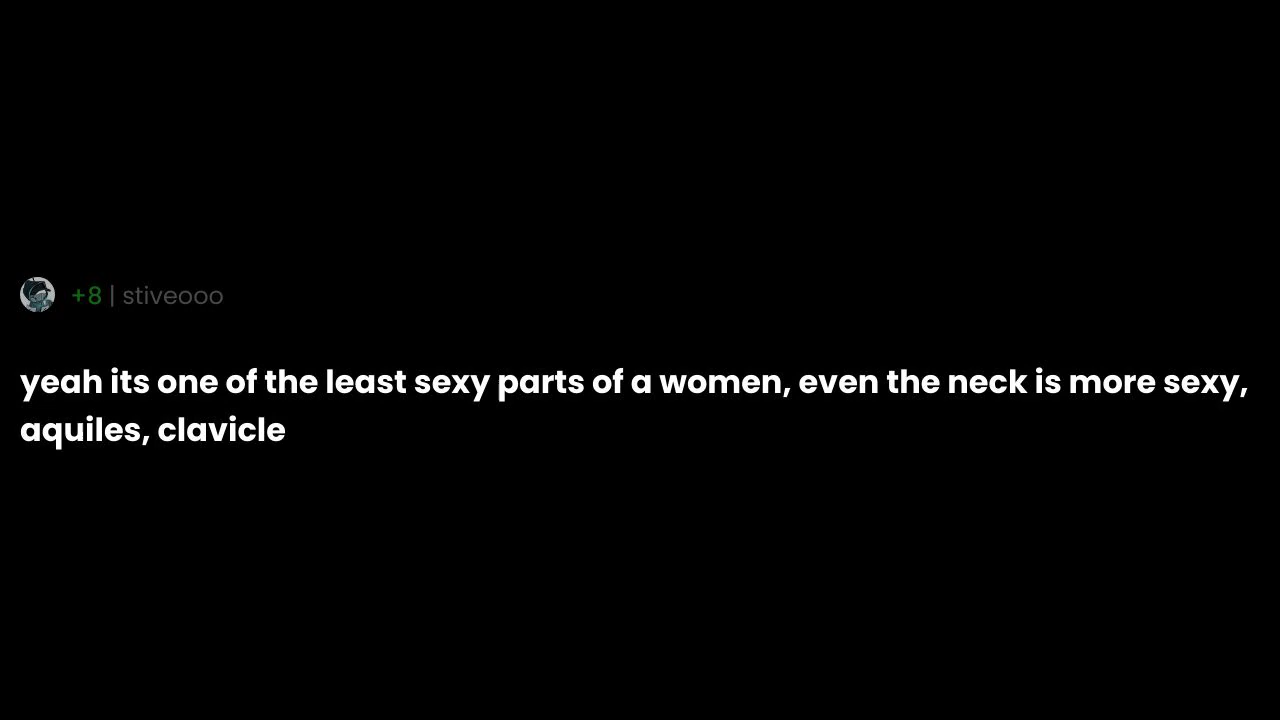 +8 | stiveooo
yeah its one of the least sexy parts of a women, even the neck is more sexy,
aquiles, clavicle